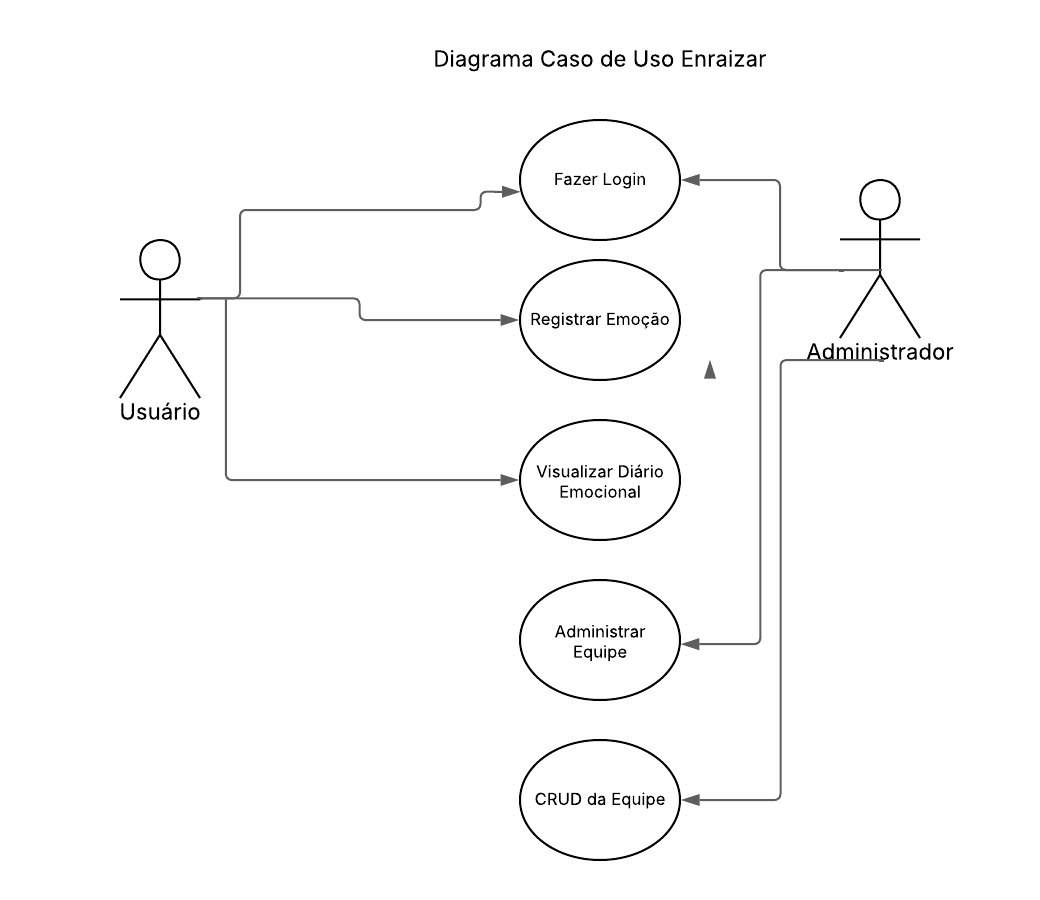 Diagrama Caso de Uso Enraizar
Fazer Login
Registrar Emoção
Administrador
Usuário
Visualizar Diário
Emocional
Administrar
Equipe
CRUD da Equipe